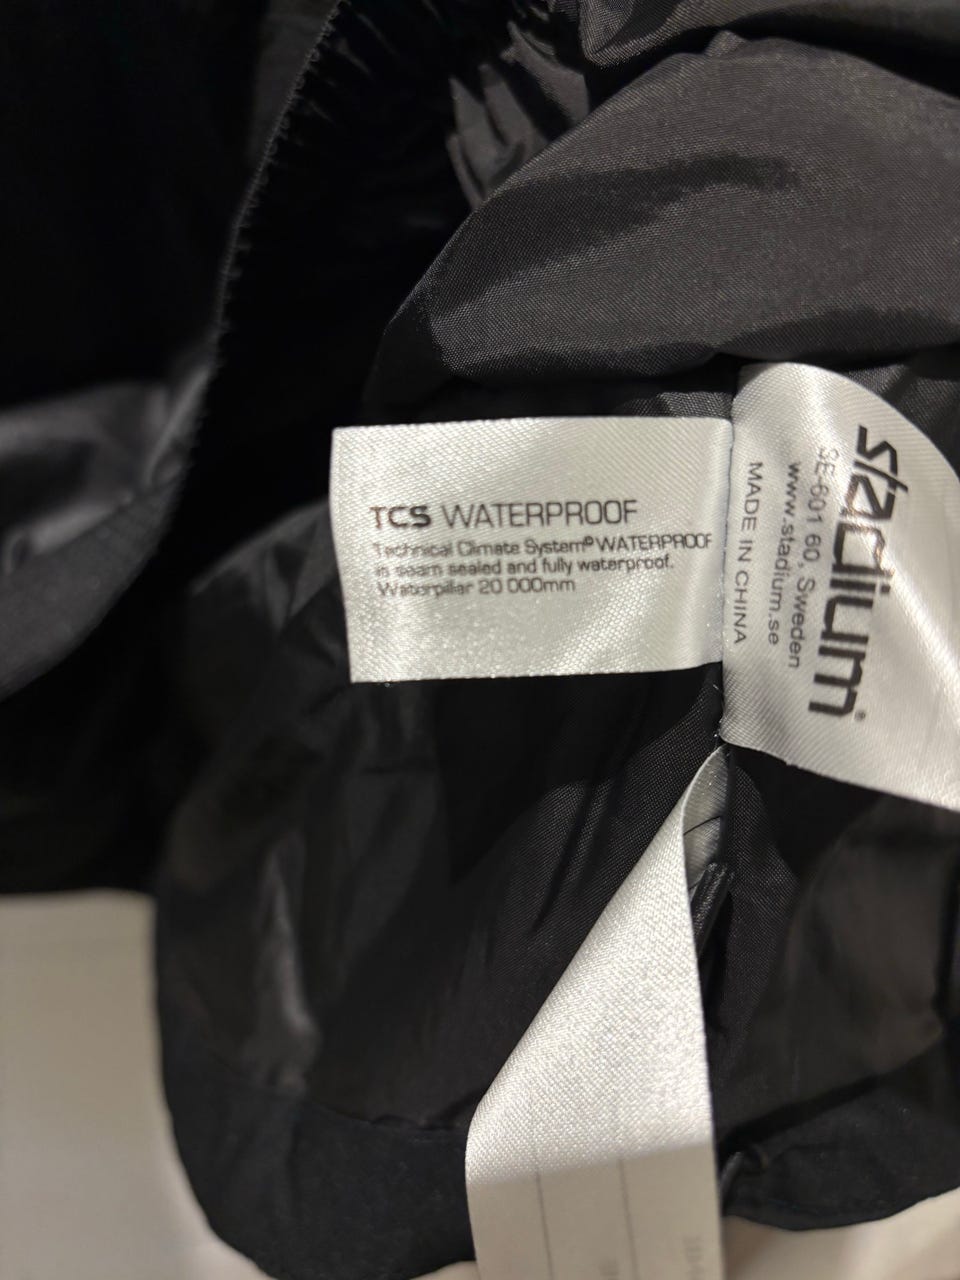 TCS WATERPROOF
Technical Climate System® WATERPROOF
is seam sealed and fully waterproof.
Waterpillar 20 000mm
stadium®
SE-601 60, Sweden
www.stadium.se
MADE IN CHINA